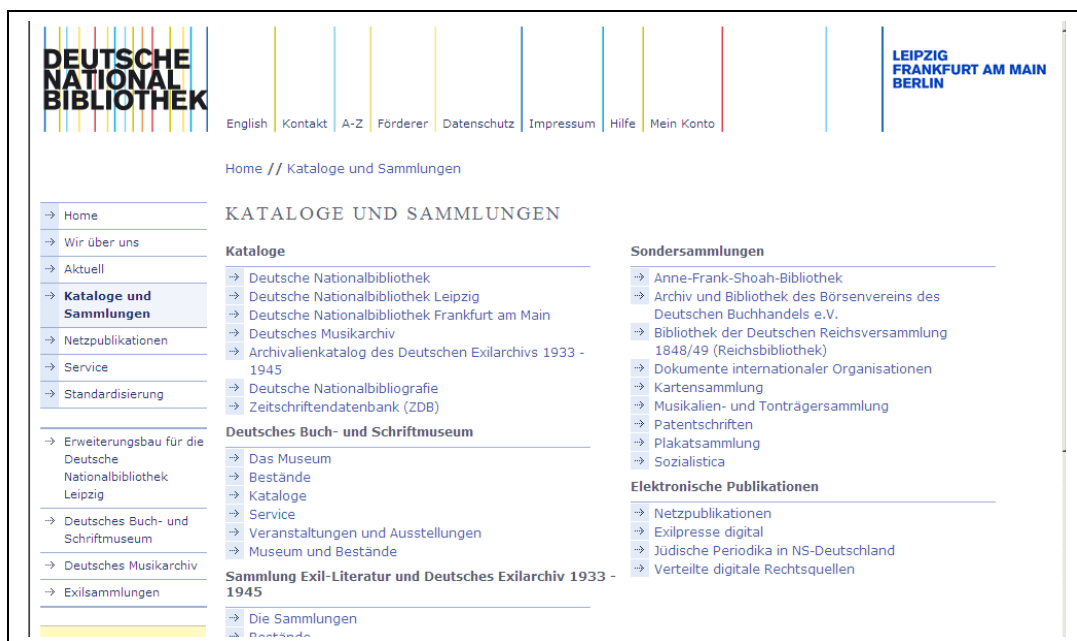 DEUTSCHE
NATIONAL
BIBLIOTHEK
LEIPZIG
FRANKFURT AM MAIN
BERLIN
English Kontakt A-Z Förderer Datenschutz Impressum Hilfe Mein Konto
Home // Kataloge und Sammlungen
Home
Wir über uns
Aktuell
Kataloge und
Sammlungen
Netzpublikationen
Service
Standardisierung
Erweiterungsbau für die
Deutsche
Nationalbibliothek
Leipzig
Deutsches Buch- und
Schriftmuseum
Deutsches Musikarchiv
Exilsammlungen
KATALOGE UND SAMMLUNGEN
Kataloge
Deutsche Nationalbibliothek
Deutsche Nationalbibliothek Leipzig
Deutsche Nationalbibliothek Frankfurt am Main
Deutsches Musikarchiv
Archivalienkatalog des Deutschen Exilarchivs 1933 -
1945
Deutsche Nationalbibliografie
Zeitschriftendatenbank (ZDB)
Deutsches Buch- und Schriftmuseum
Das Museum
Bestände
Kataloge
Service
Veranstaltungen und Ausstellungen
Museum und Bestände
Sammlung Exil-Literatur und Deutsches Exilarchiv 1933 -
1945
Die Sammlungen
Bestände
Sondersammlungen
Anne-Frank-Shoah-Bibliothek
Archiv und Bibliothek des Börsenvereins des
Deutschen Buchhandels e.V.
Bibliothek der Deutschen Reichsversammlung
1848/49 (Reichsbibliothek)
Dokumente internationaler Organisationen
Kartensammlung
Musikalien- und Tonträgersammlung
Patentschriften
Plakatsammlung
Sozialistica
Elektronische Publikationen
Netzpublikationen
Exilpresse digital
Jüdische Periodika in NS-Deutschland
Verteilte digitale Rechtsquellen